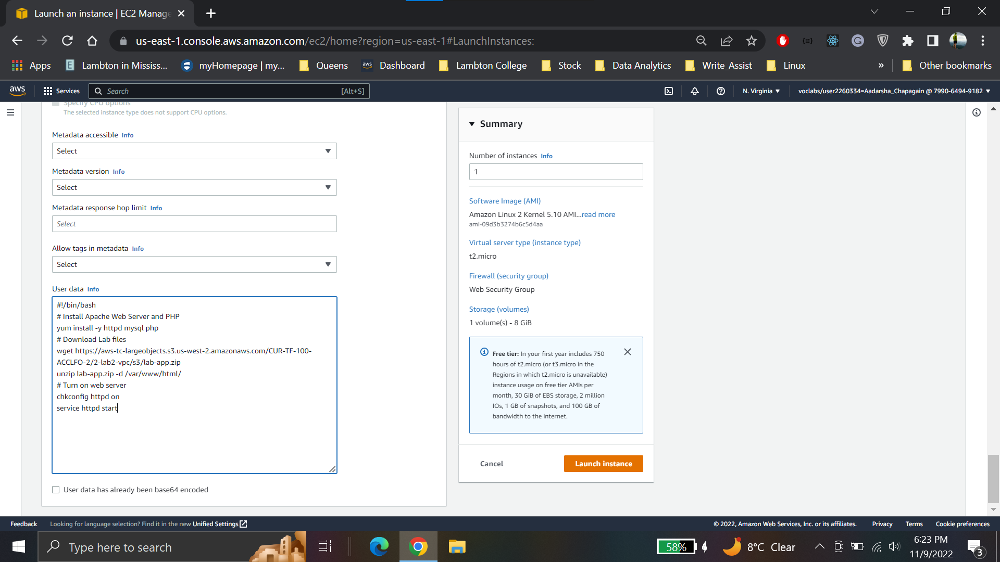 Launch an instance | EC2 Manage
us-east-1.console.aws.amazon.com/ec2/home?region=us-east-1#LaunchInstances:
Apps
Lambton in Mississ...
myHomepage | my...
Queens
aws
Dashboard
Lambton College
Stock
Data Analytics
Write_Assist
Linux
»
Other bookmarks
aws
Services
Search
[Alt+S]
N. Virginia
voclabs/user2260334=Aadarsha_Chapagain @ 7990-6494-9182
Specify CPU options
The selected instance type does not support CPU options.
Metadata accessible Info
Select
Metadata version Info
Select
Metadata response hop limit Info
Select
Allow tags in metadata Info
Select
User data Info
#!/bin/bash
# Install Apache Web Server and PHP
yum install -y httpd mysql php
# Download Lab files
wget https://aws-tc-largeobjects.s3.us-west-2.amazonaws.com/CUR-TF-100-
ACCLFO-2/2-lab2-vpc/s3/lab-app.zip
unzip lab-app.zip -d /var/www/html/
# Turn on web server
chkconfig httpd on
service httpd start
User data has already been base64 encoded
Summary
Number of instances Info
1
Software Image (AMI)
Amazon Linux 2 Kernel 5.10 AMI...read more
ami-09d3b3274b6c5d4aa
Virtual server type (instance type)
t2.micro
Firewall (security group)
Web Security Group
Storage (volumes)
1 volume(s) - 8 GiB
Free tier: In your first year includes 750
hours of t2.micro (or t3.micro in the
Regions in which t2.micro is unavailable)
instance usage on free tier AMIs per
month, 30 GiB of EBS storage, 2 million
IOs, 1 GB of snapshots, and 100 GB of
bandwidth to the internet.
Cancel
Launch instance
Feedback
Looking for language selection? Find it in the new Unified Settings
© 2022, Amazon Web Services, Inc. or its affiliates.
Privacy
Terms
Cookie preferences
Type here to search
58%
8°C Clear
6:23 PM
11/9/2022
3